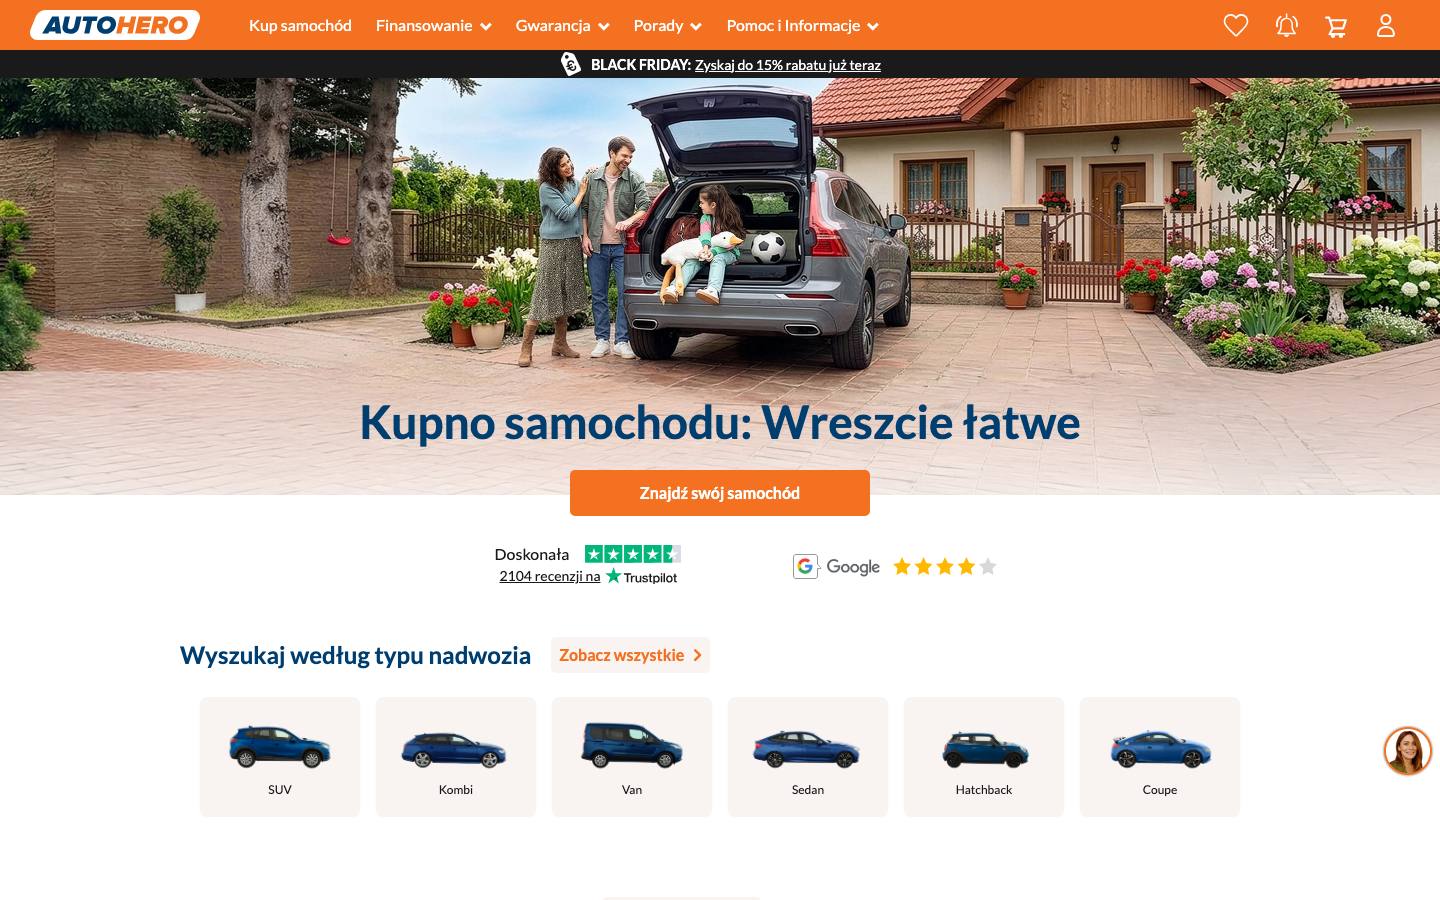 AUTOHERO
Kup samochód
Finansowanie
Gwarancja
Porady
Pomoc i Informacje
BLACK FRIDAY: Zyskaj do 15% rabatu już teraz
Kupno samochodu: Wreszcie łatwe
Znajdź swój samochód
Doskonała
2104 recenzji na Trustpilot
Google
Wyszukaj według typu nadwozia
Zobacz wszystkie
SUV
Kombi
Van
Sedan
Hatchback
Coupe